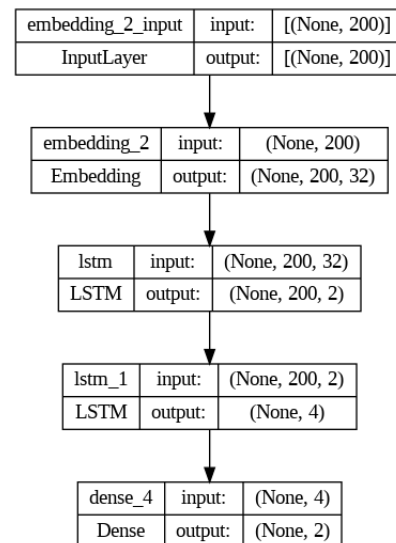 embedding_2_input input: [(None, 200)]
InputLayer output: [(None, 200)]
embedding_2 input: (None, 200)
Embedding output: (None, 200, 32)
lstm input: (None, 200, 32)
LSTM output: (None, 200, 2)
lstm_1 input: (None, 200, 2)
LSTM output: (None, 4)
dense_4 input: (None, 4)
Dense output: (None, 2)